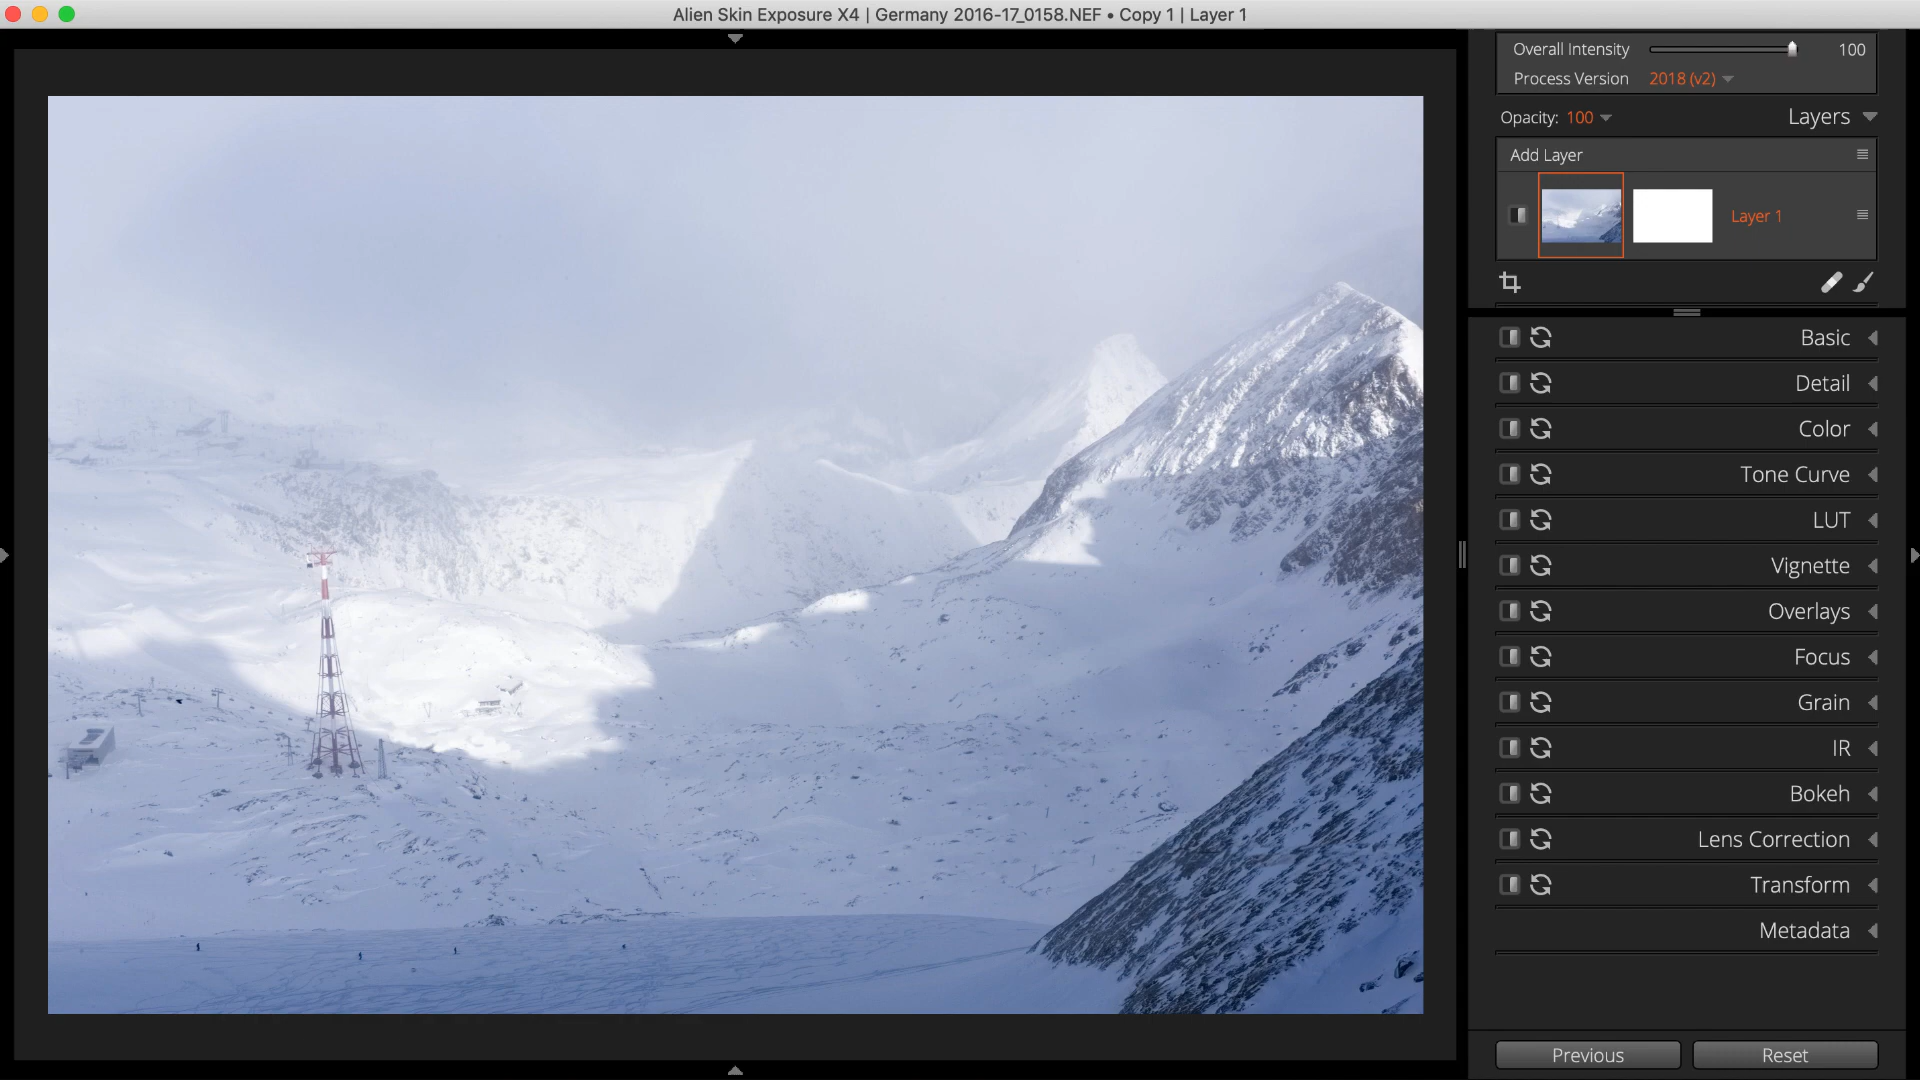 Alien Skin Exposure X4 | Germany 2016-17_0158.NEF • Copy 1 | Layer 1
Overall Intensity 100
Process Version 2018 (v2)
Opacity: 100 Layers
Add Layer
Layer 1
Basic
Detail
Color
Tone Curve
LUT
Vignette
Overlays
Focus
Grain
IR
Bokeh
Lens Correction
Transform
Metadata
Previous Reset